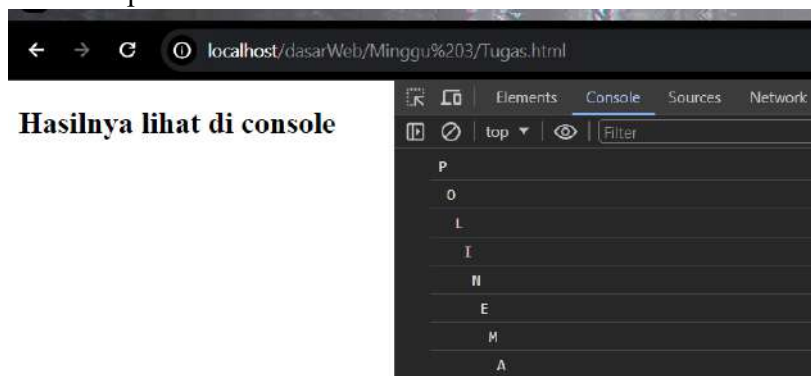 localhost/dasarWeb/Minggu%203/Tugas.html
Elements Console Sources Network
Hasilnya lihat di console
top Filter
P
O
L
I
N
E
M
A